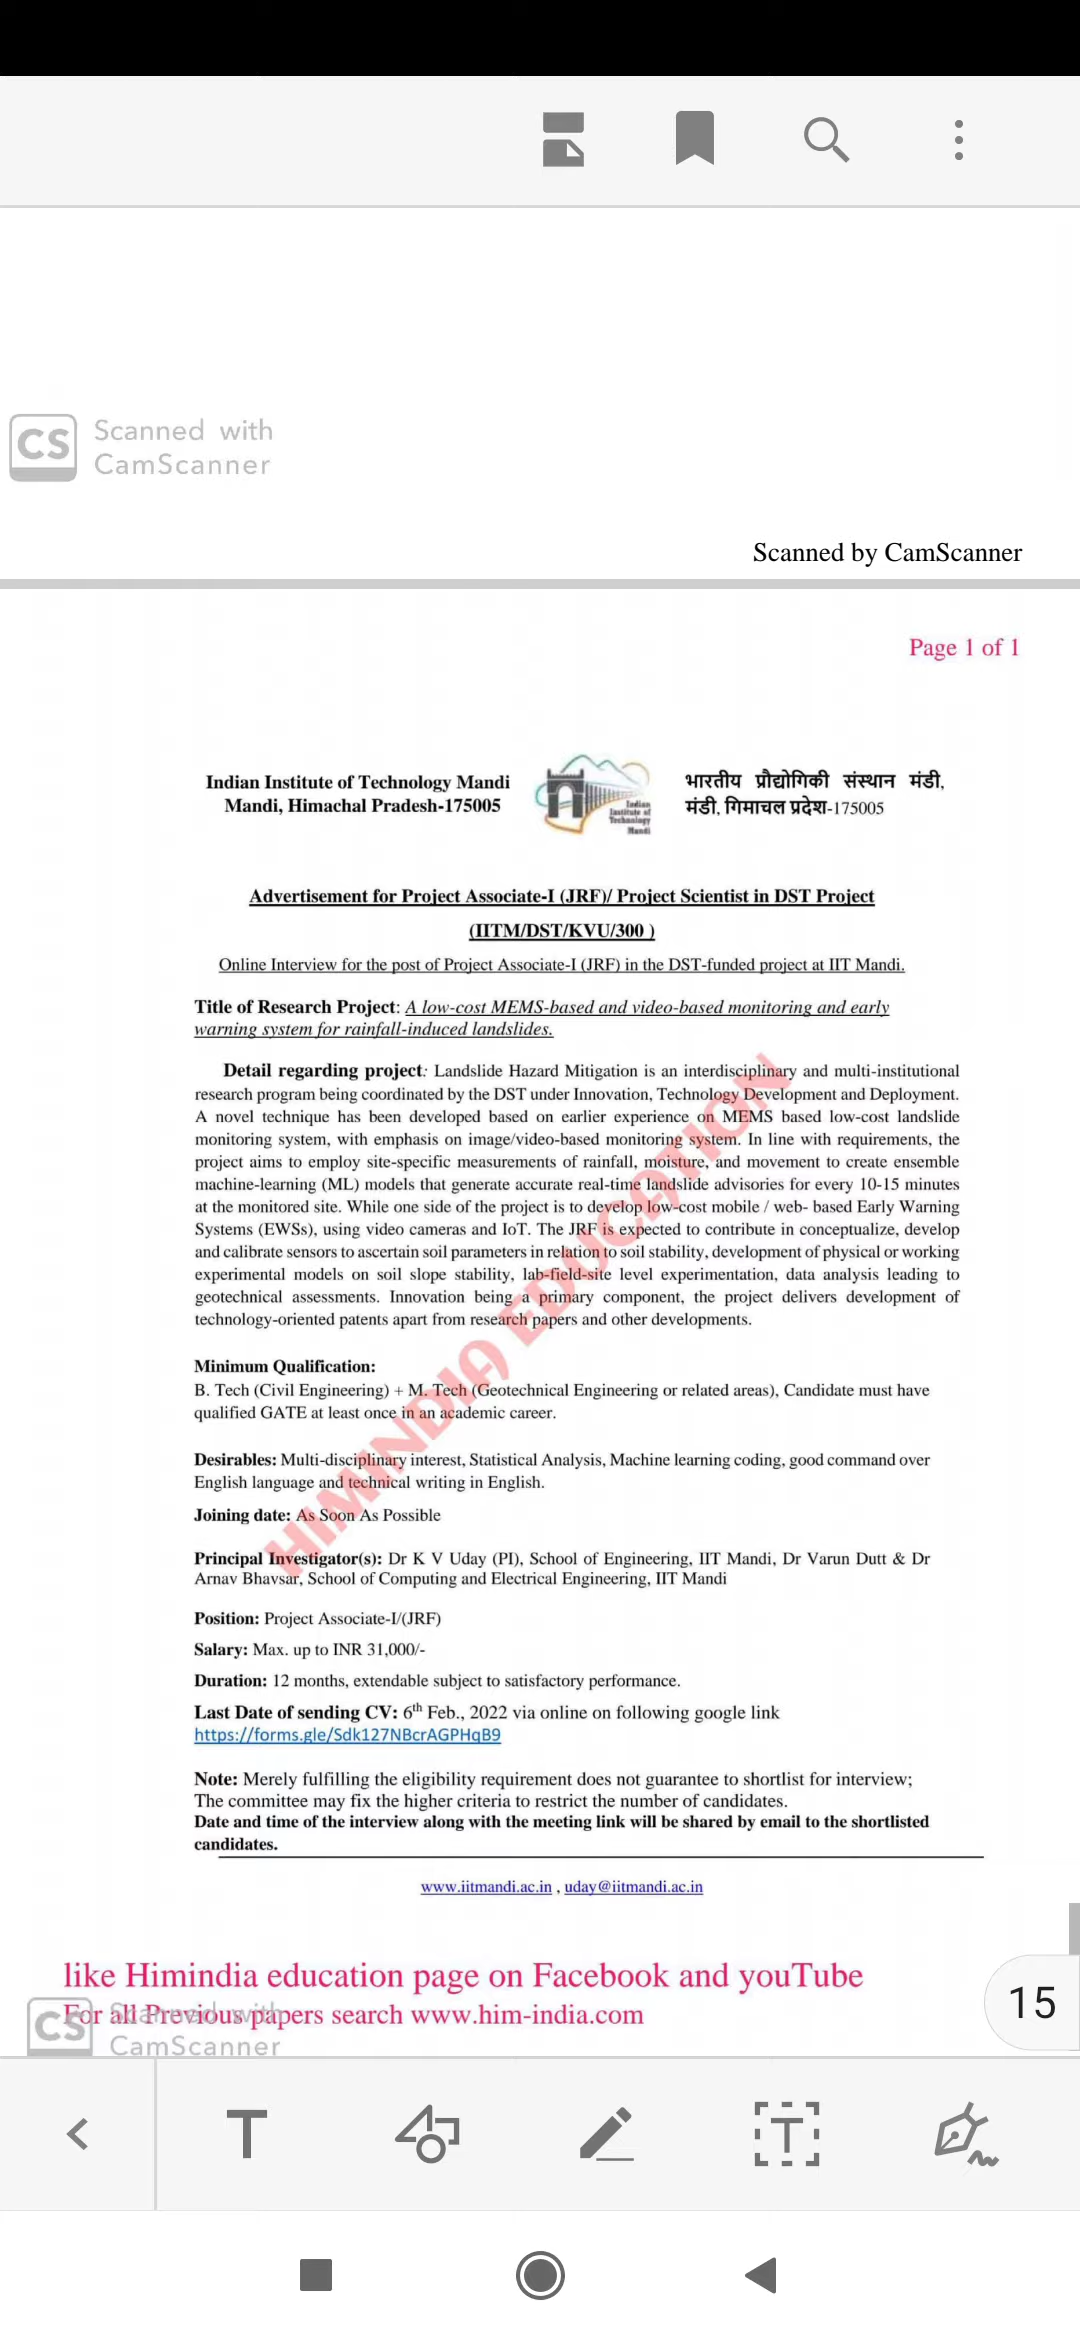 CS Scanned with
CamScanner
Scanned by CamScanner
Page 1 of 1
Indian Institute of Technology Mandi
Mandi, Himachal Pradesh-175005
Indian
Institute of
Technology
Mandi
भारतीय प्रौद्योगिकी संस्थान मंडी,
मंडी, गिमाचल प्रदेश-175005
Advertisement for Project Associate-I (JRF)/ Project Scientist in DST Project
(IITM/DST/KVU/300 )
Online Interview for the post of Project Associate-I (JRF) in the DST-funded project at IIT Mandi.
Title of Research Project: A low-cost MEMS-based and video-based monitoring and early
warning system for rainfall-induced landslides.
Detail regarding project: Landslide Hazard Mitigation is an interdisciplinary and multi-institutional
research program being coordinated by the DST under Innovation, Technology Development and Deployment.
A novel technique has been developed based on earlier experience on MEMS based low-cost landslide
monitoring system, with emphasis on image/video-based monitoring system. In line with requirements, the
project aims to employ site-specific measurements of rainfall, moisture, and movement to create ensemble
machine-learning (ML) models that generate accurate real-time landslide advisories for every 10-15 minutes
at the monitored site. While one side of the project is to develop low-cost mobile / web- based Early Warning
Systems (EWSs), using video cameras and IoT. The JRF is expected to contribute in conceptualize, develop
and calibrate sensors to ascertain soil parameters in relation to soil stability, development of physical or working
experimental models on soil slope stability, lab-field-site level experimentation, data analysis leading to
geotechnical assessments. Innovation being a primary component, the project delivers development of
technology-oriented patents apart from research papers and other developments.
HIMINDIA EDUCATION
Minimum Qualification:
B. Tech (Civil Engineering) + M. Tech (Geotechnical Engineering or related areas), Candidate must have
qualified GATE at least once in an academic career.
Desirables: Multi-disciplinary interest, Statistical Analysis, Machine learning coding, good command over
English language and technical writing in English.
Joining date: As Soon As Possible
Principal Investigator(s): Dr K V Uday (PI), School of Engineering, IIT Mandi, Dr Varun Dutt & Dr
Arnav Bhavsar, School of Computing and Electrical Engineering, IIT Mandi
Position: Project Associate-I/(JRF)
Salary: Max. up to INR 31,000/-
Duration: 12 months, extendable subject to satisfactory performance.
Last Date of sending CV: 6th Feb., 2022 via online on following google link
https://forms.gle/Sdk127NBcrAGPHqB9
Note: Merely fulfilling the eligibility requirement does not guarantee to shortlist for interview;
The committee may fix the higher criteria to restrict the number of candidates.
Date and time of the interview along with the meeting link will be shared by email to the shortlisted
candidates.
www.iitmandi.ac.in , uday@iitmandi.ac.in
like Himindia education page on Facebook and youTube
For all Previous papers search www.him-india.com
CS Scanned with
CamScanner
15